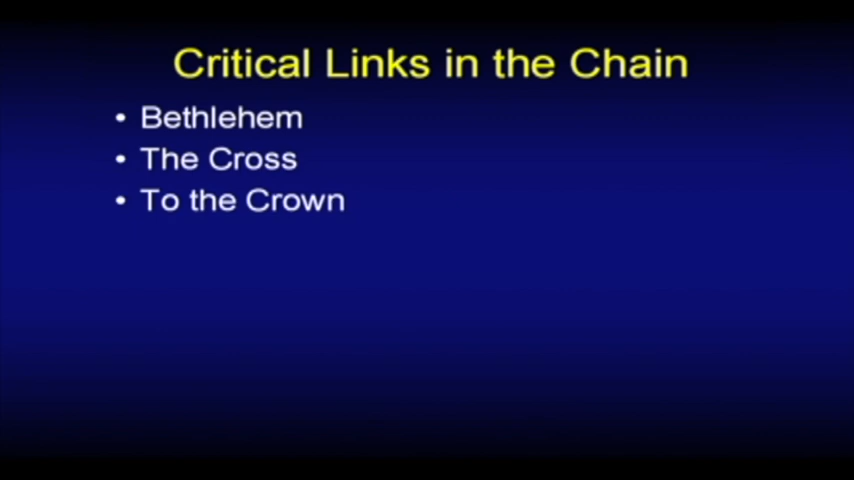 Critical Links in the Chain
• Bethlehem
• The Cross
• To the Crown